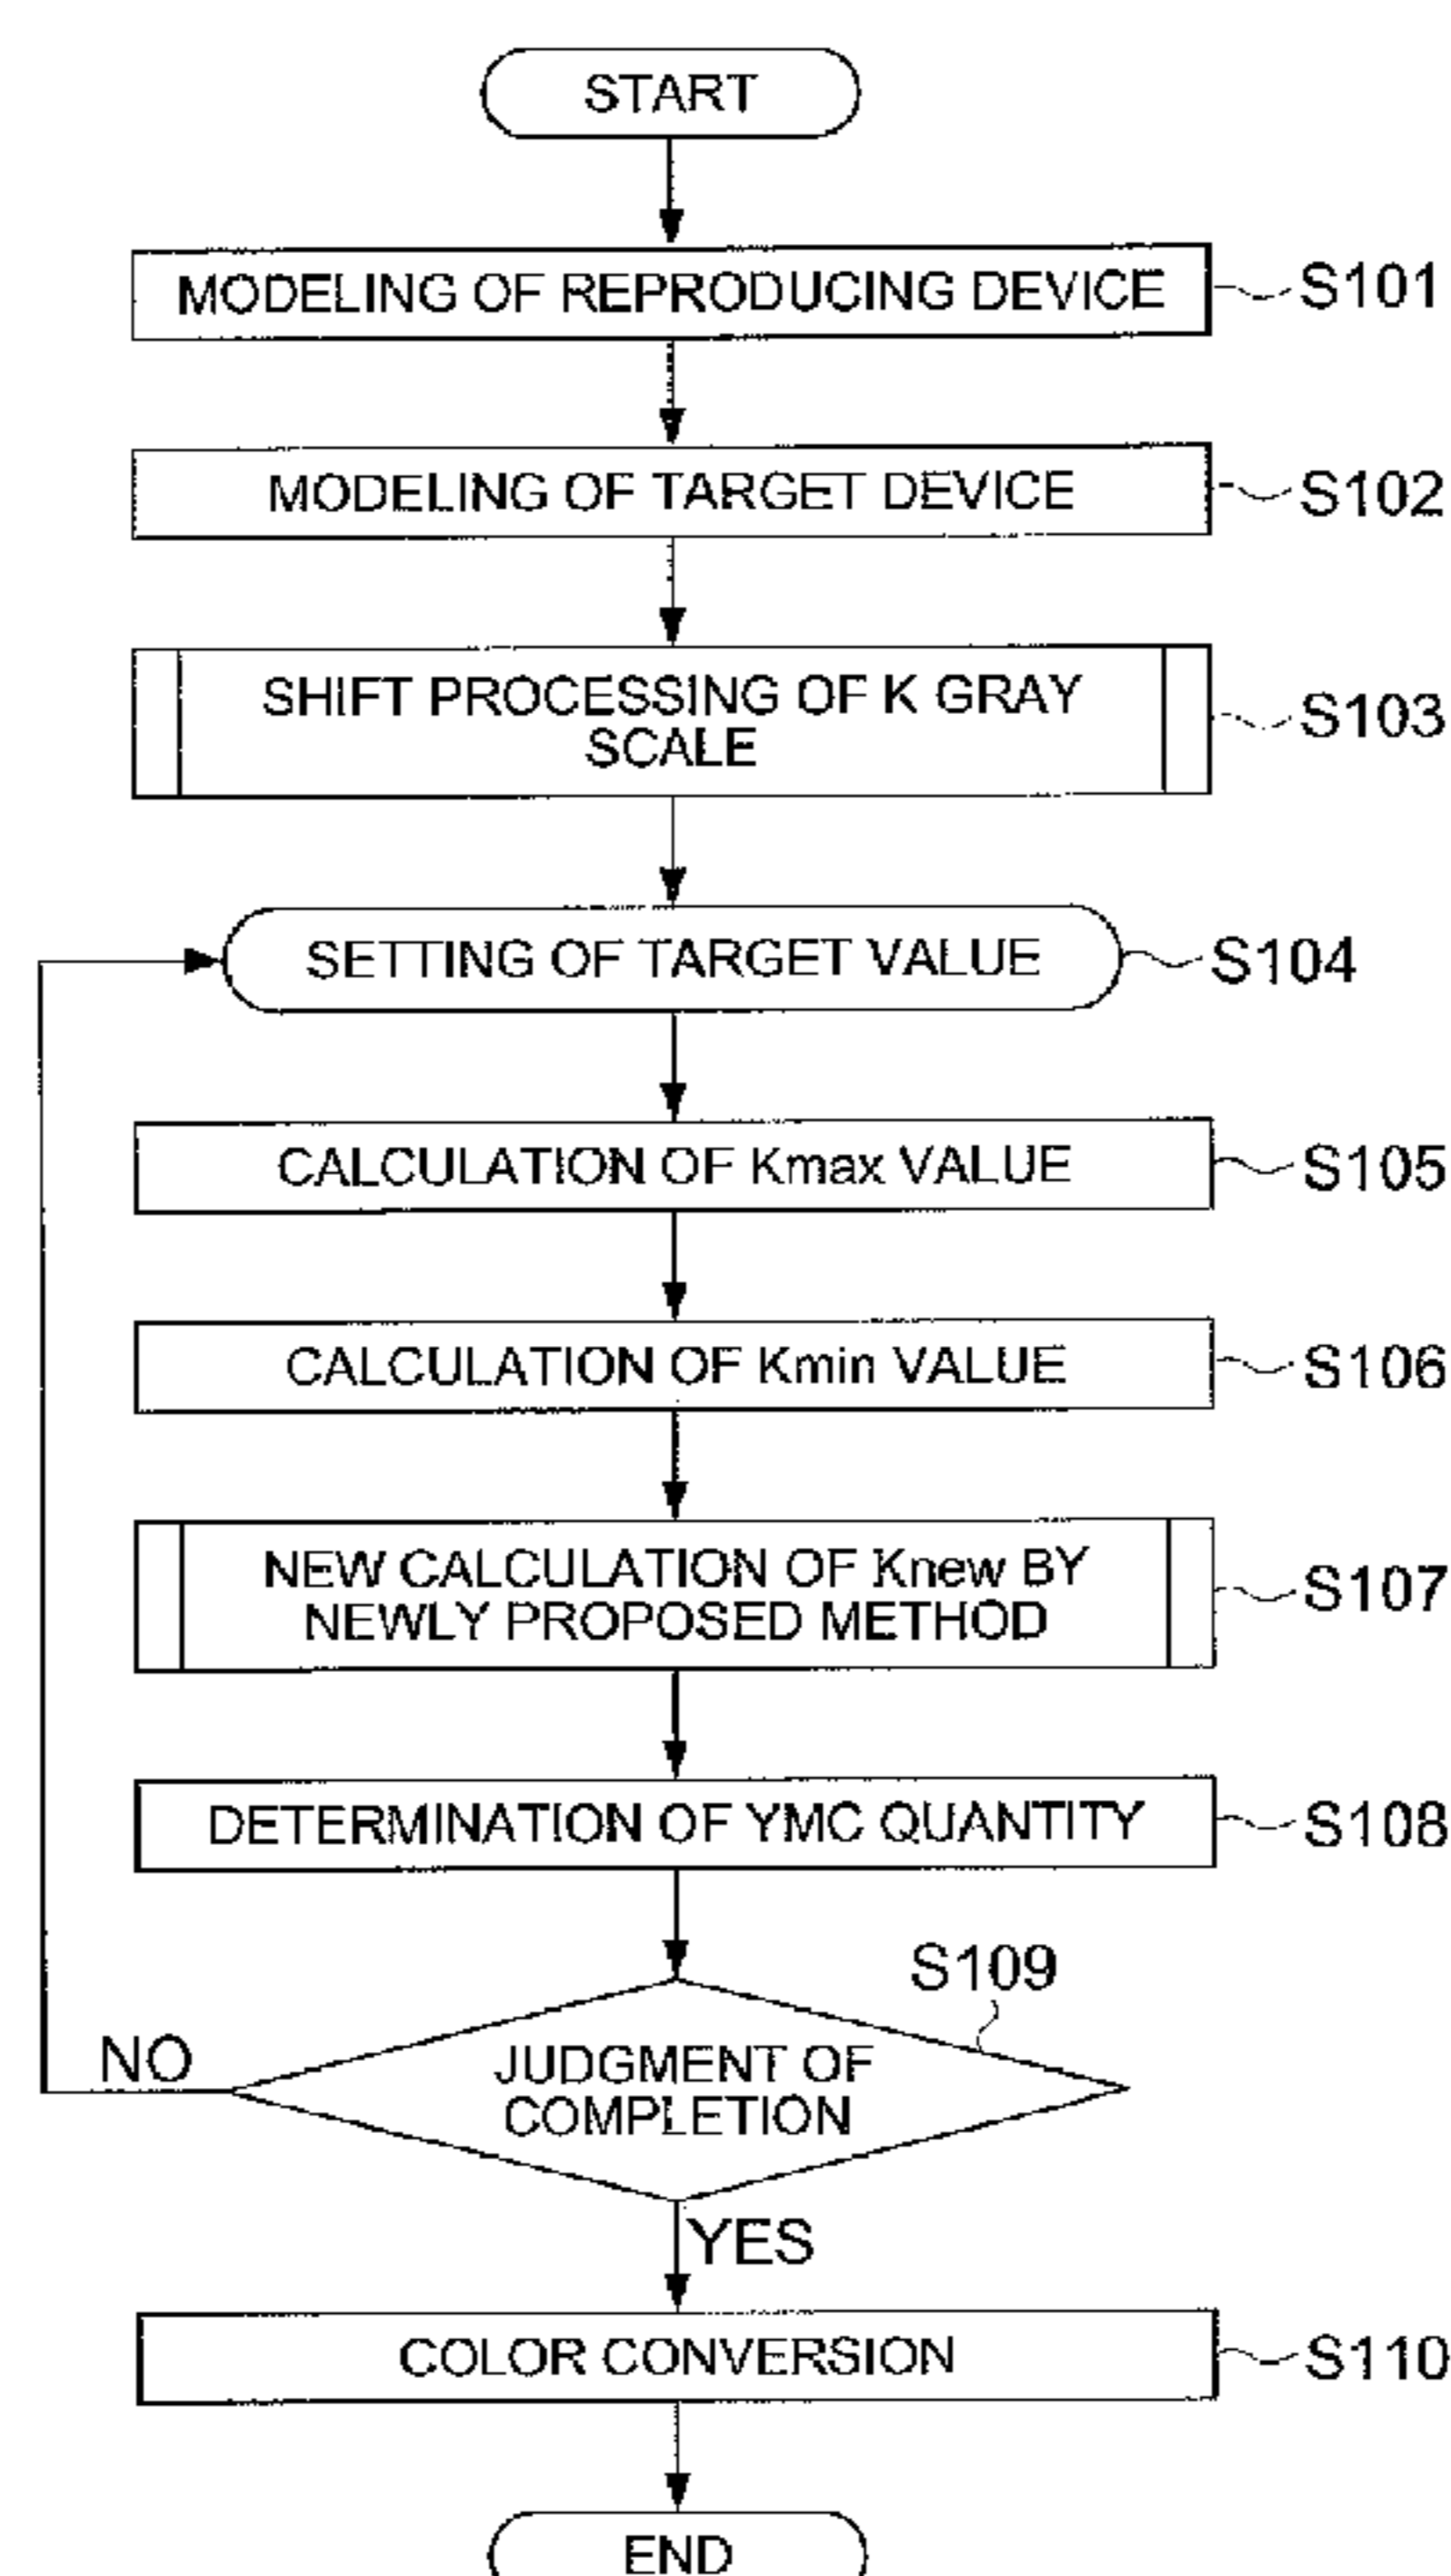 START
MODELING OF REPRODUCING DEVICE
S101
MODELING OF TARGET DEVICE
S102
SHIFT PROCESSING OF K GRAY
SCALE
S103
SETTING OF TARGET VALUE
S104
CALCULATION OF Kmax VALUE
S105
CALCULATION OF Kmin VALUE
S106
NEW CALCULATION OF Knew BY
NEWLY PROPOSED METHOD
S107
DETERMINATION OF YMC QUANTITY
S108
S109
NO
JUDGMENT OF
COMPLETION
YES
COLOR CONVERSION
S110
END